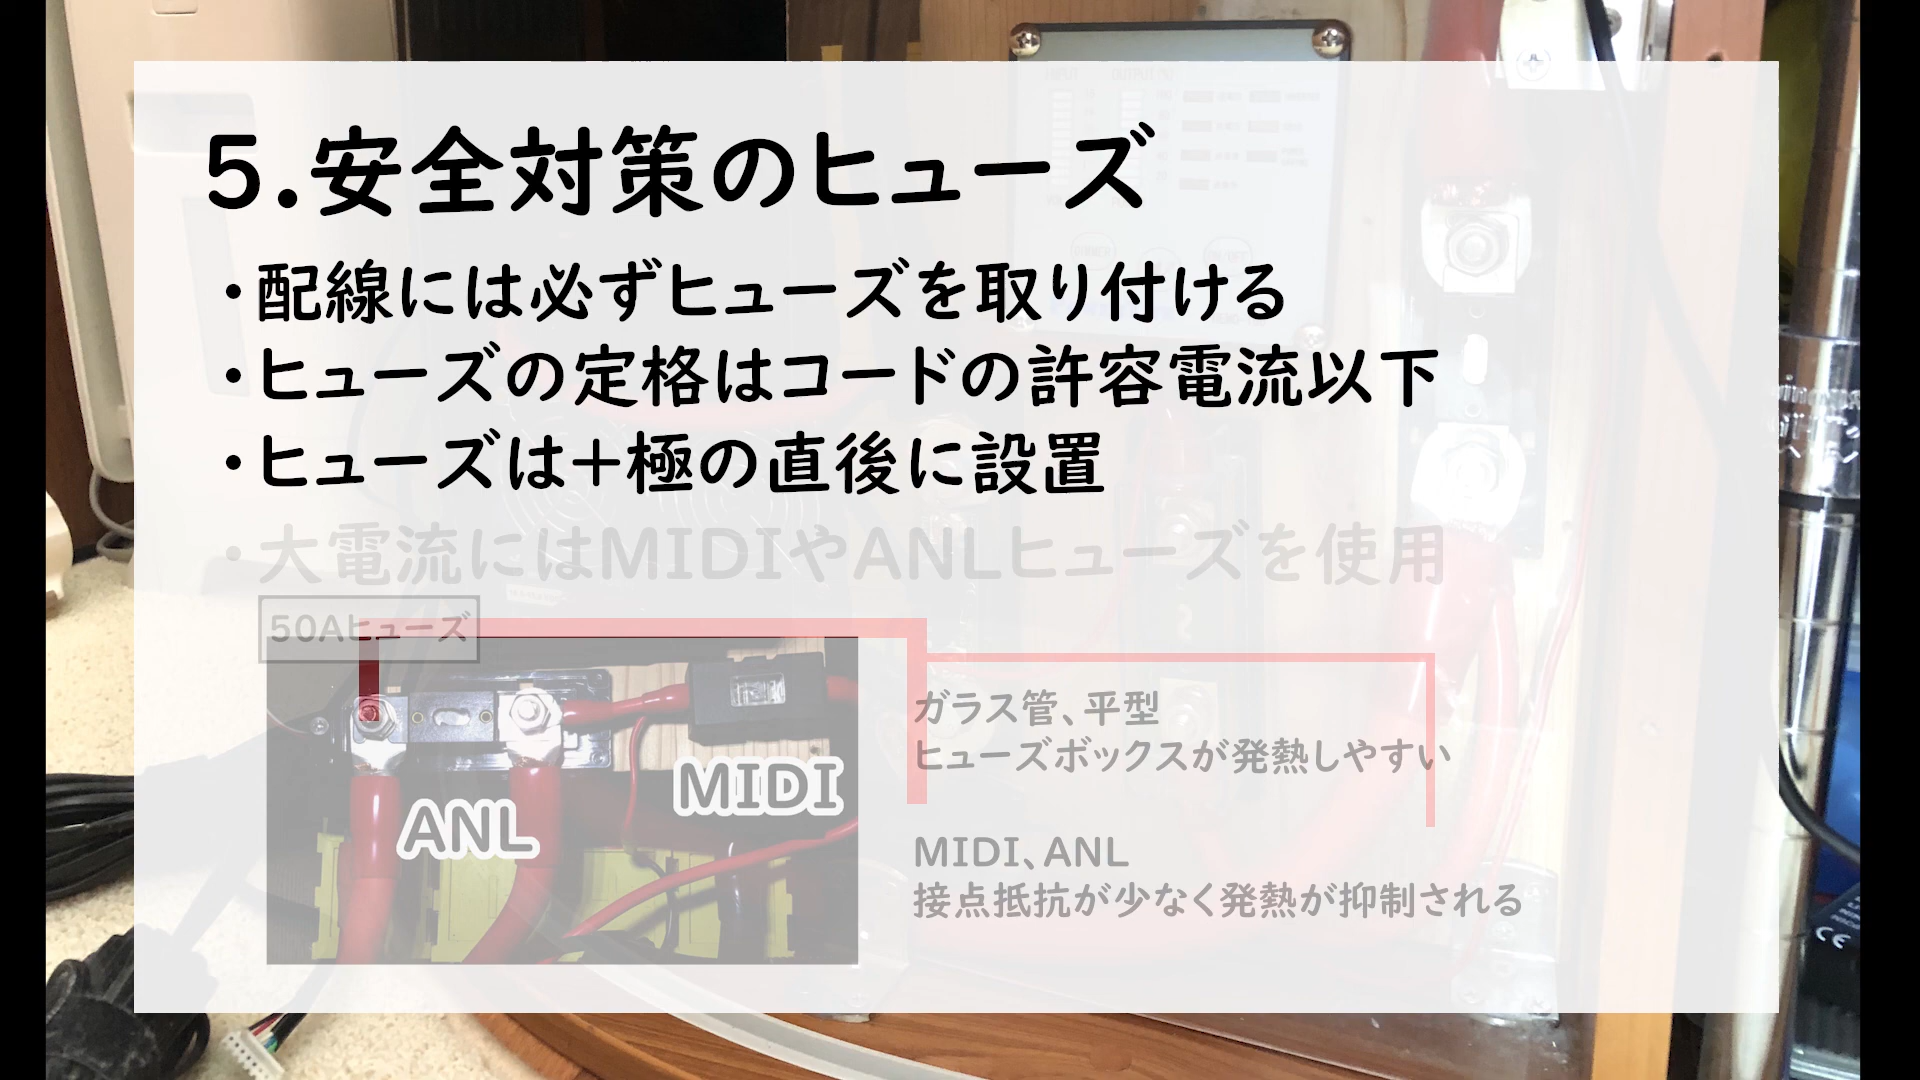 5.安全対策のヒューズ
・配線には必ずヒューズを取り付ける
・ヒューズの定格はコードの許容電流以下
・ヒューズは＋極の直後に設置
・大電流にはMIDIやANLヒューズを使用
50Aヒューズ
ANL
MIDI
ガラス管、平型
ヒューズボックスが発熱しやすい
MIDI、ANL
接点抵抗が少なく発熱が抑制される
CE